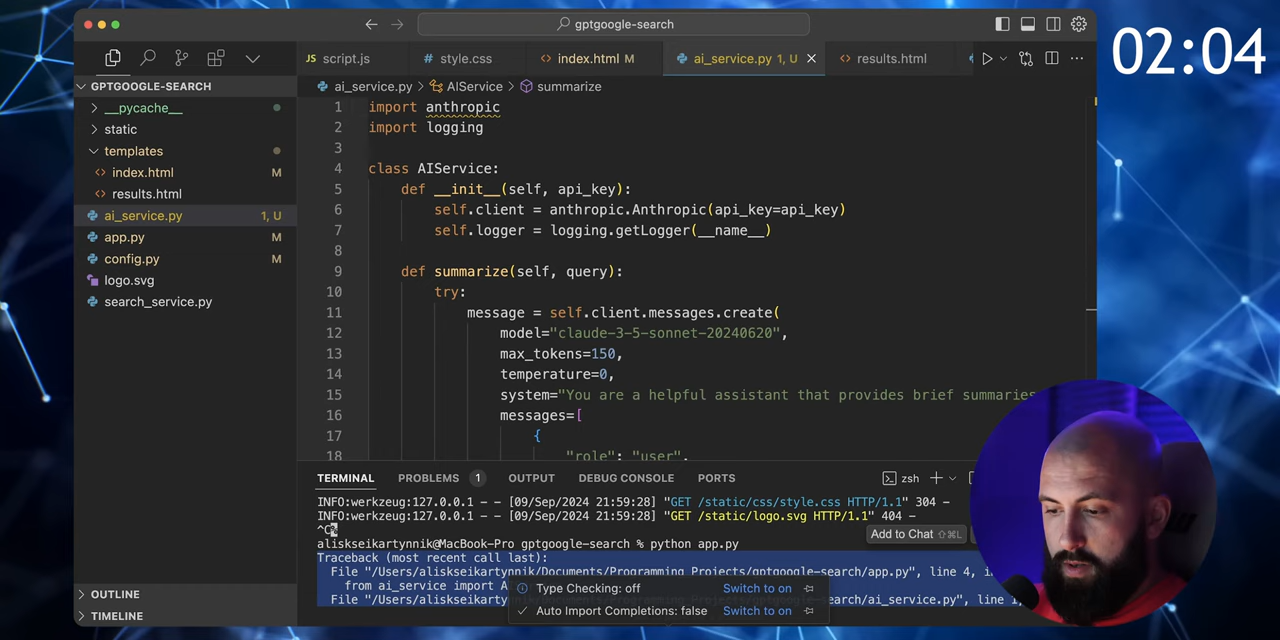 gptgoogle-search
02:04
JS script.js
# style.css
<> index.html M
ai_service.py 1, U
<> results.html
GPTGOOGLE-SEARCH
ai_service.py > AIService > summarize
__pycache__
static
templates
<> index.html M
<> results.html
ai_service.py 1, U
app.py M
config.py M
logo.svg
search_service.py
OUTLINE
TIMELINE
1 import anthropic
2 import logging
3
4 class AIService:
5 def __init__(self, api_key):
6 self.client = anthropic.Anthropic(api_key=api_key)
7 self.logger = logging.getLogger(__name__)
8
9 def summarize(self, query):
10 try:
11 message = self.client.messages.create(
12 model="claude-3-5-sonnet-20240620",
13 max_tokens=150,
14 temperature=0,
15 system="You are a helpful assistant that provides brief summaries
16 messages=[
17 {
18 "role": "user",
TERMINAL PROBLEMS 1 OUTPUT DEBUG CONSOLE PORTS zsh
INFO:werkzeug:127.0.0.1 - - [09/Sep/2024 21:59:28] "GET /static/css/style.css HTTP/1.1" 304 -
INFO:werkzeug:127.0.0.1 - - [09/Sep/2024 21:59:28] "GET /static/logo.svg HTTP/1.1" 404 -
Add to Chat ⇧⌘L
aliskseikartynnik@MacBook-Pro gptgoogle-search % python app.py
Traceback (most recent call last):
File "/Users/aliskseikartynnik/Documents/Programming Projects/gptgoogle-search/app.py", line 4, in
from ai_service import A
File "/Users/aliskseikartyn
gptgoogle-search/ai_service.py", line 1,
Type Checking: off Switch to on
Auto Import Completions: false Switch to on